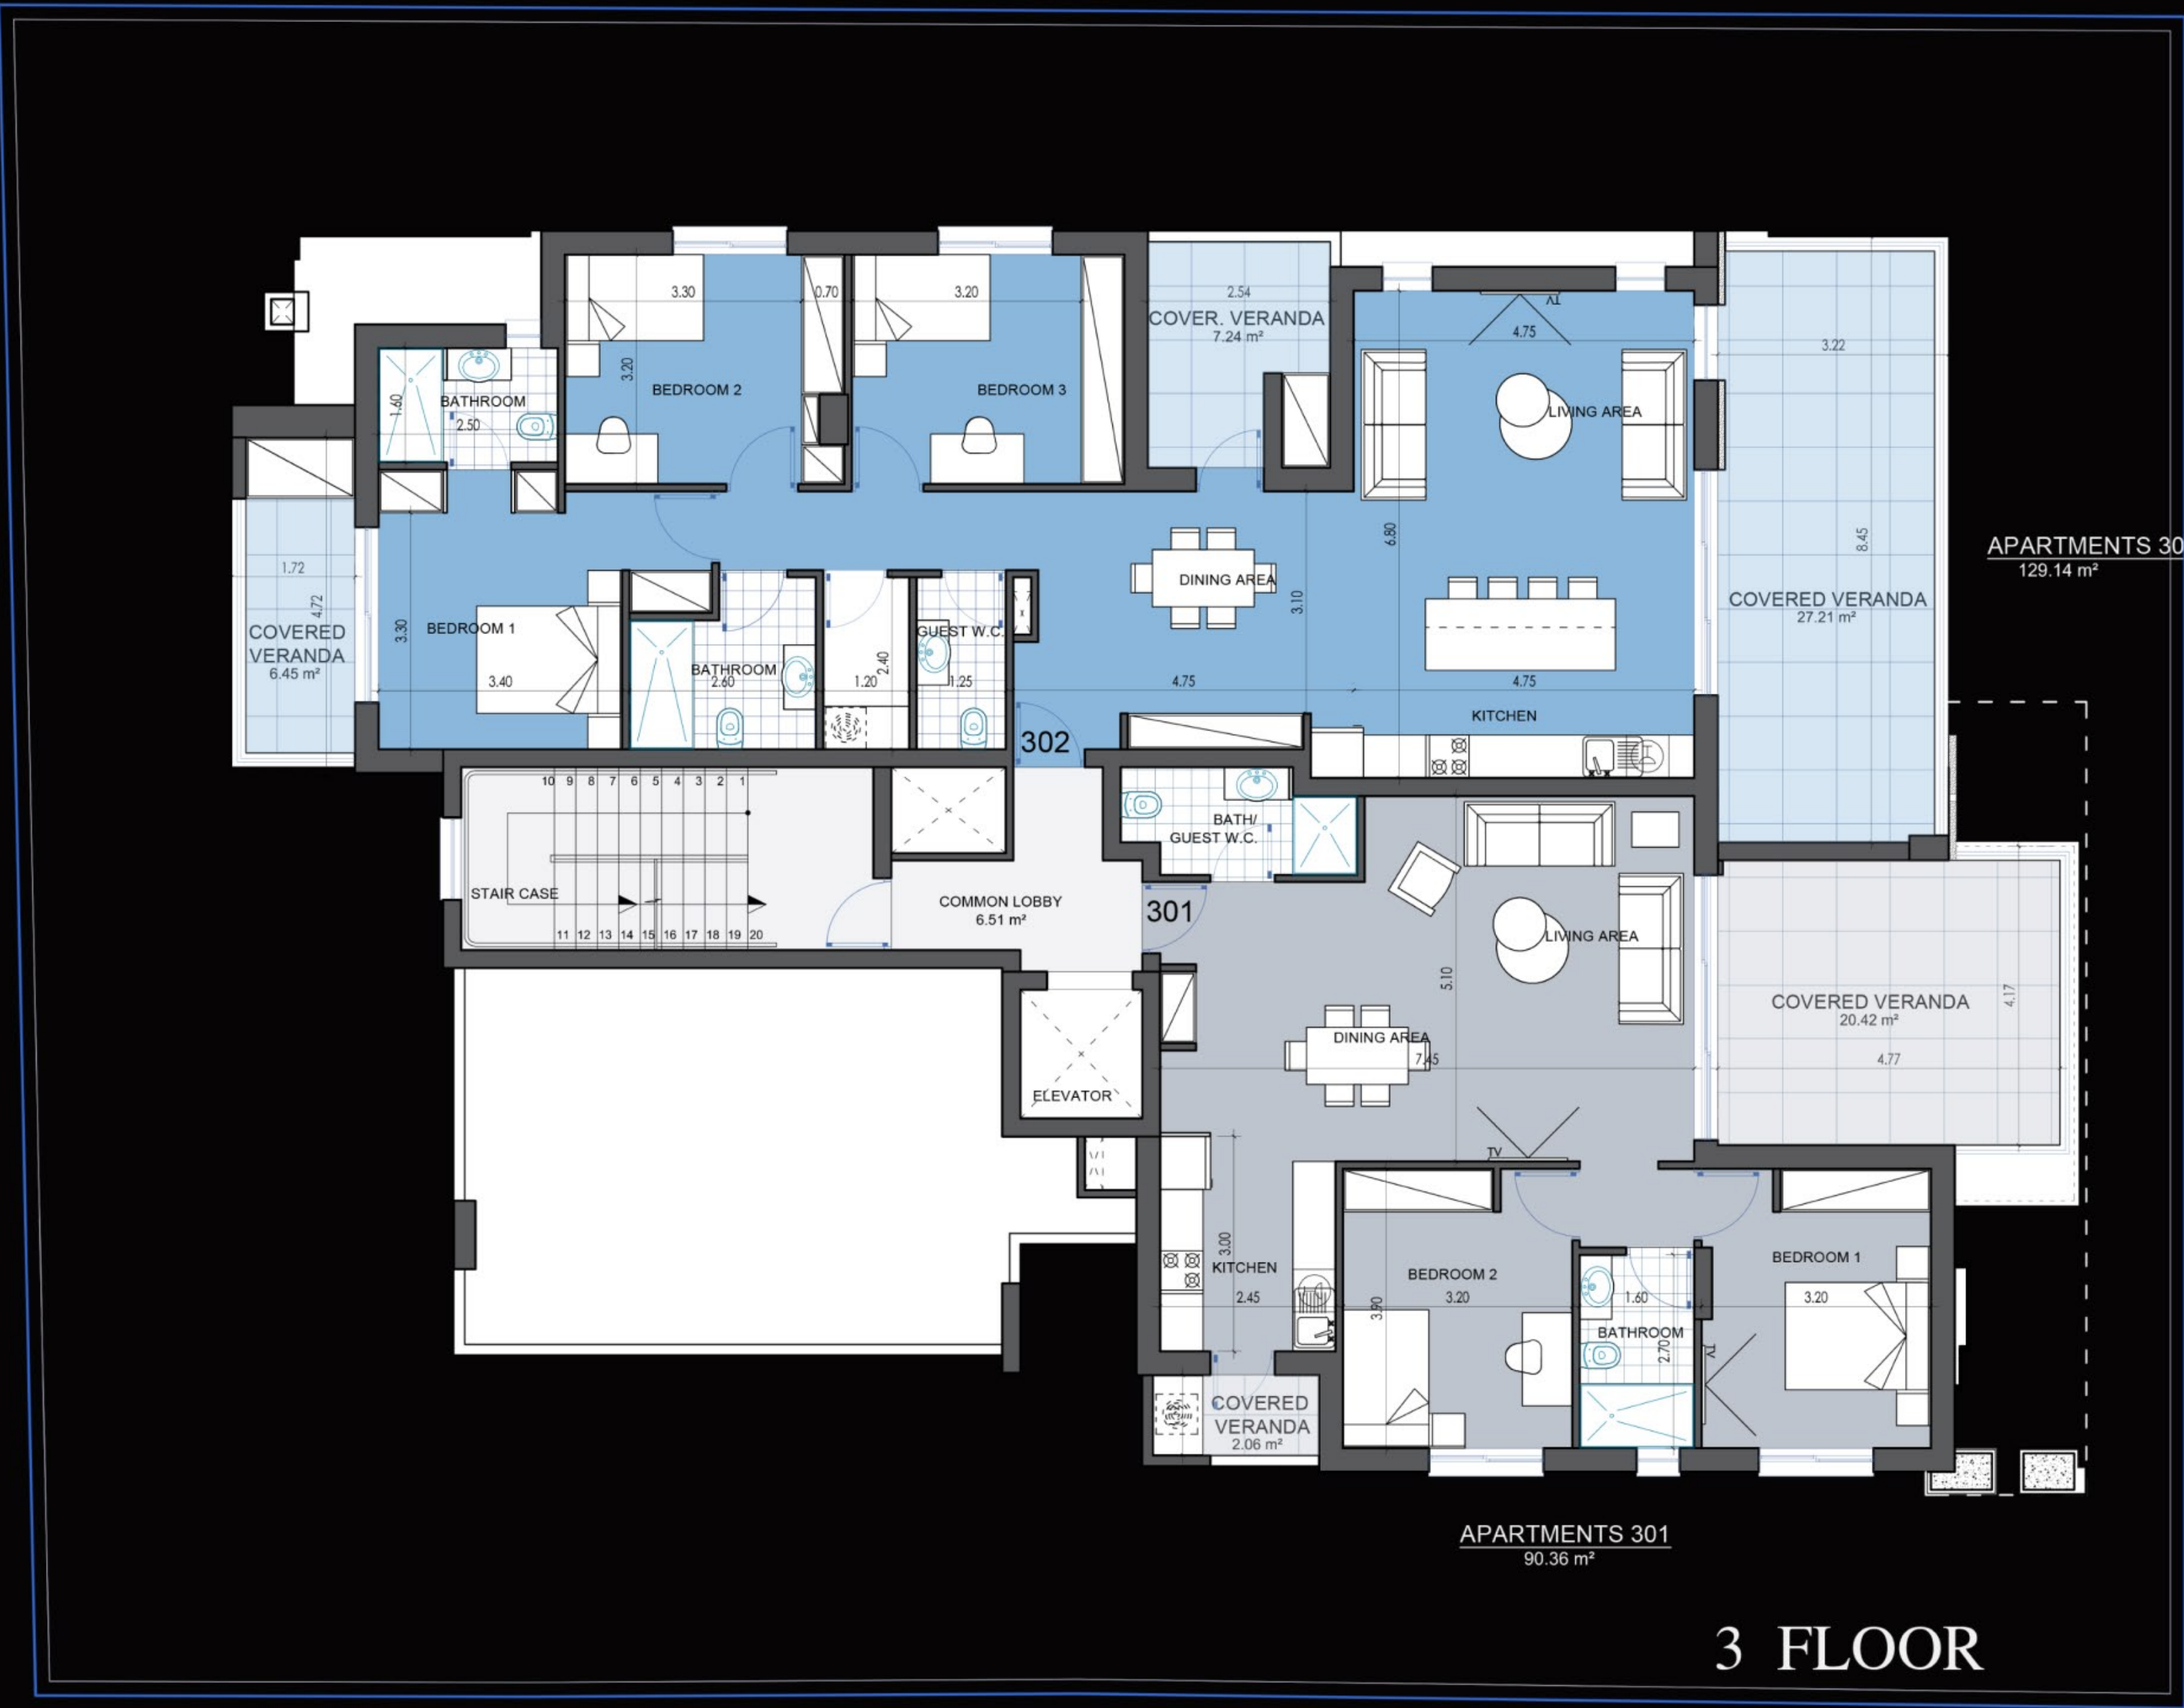 3.30
0.70
3.20
3.20
BEDROOM 2
BEDROOM 3
2.54
COVER. VERANDA
7.24 m²
TV
4.75
LIVING AREA
3.22
1.60
BATHROOM
2.50
6.80
8.45
APARTMENTS 30
129.14 m²
1.72
4.72
COVERED
VERANDA
6.45 m²
3.30
BEDROOM 1
3.40
BATHROOM
2.60
1.20
2.40
GUEST W.C.
1.25
DINING AREA
3.10
4.75
4.75
KITCHEN
COVERED VERANDA
27.21 m²
302
10 9 8 7 6 5 4 3 2 1
STAIR CASE
11 12 13 14 15 16 17 18 19 20
COMMON LOBBY
6.51 m²
BATH/
GUEST W.C.
301
LIVING AREA
5.10
DINING AREA
7.45
COVERED VERANDA
20.42 m²
4.17
4.77
ELEVATOR
TV
3.00
KITCHEN
2.45
BEDROOM 2
3.20
3.90
1.60
BATHROOM
2.70
TV
BEDROOM 1
3.20
COVERED
VERANDA
2.06 m²
APARTMENTS 301
90.36 m²
3 FLOOR